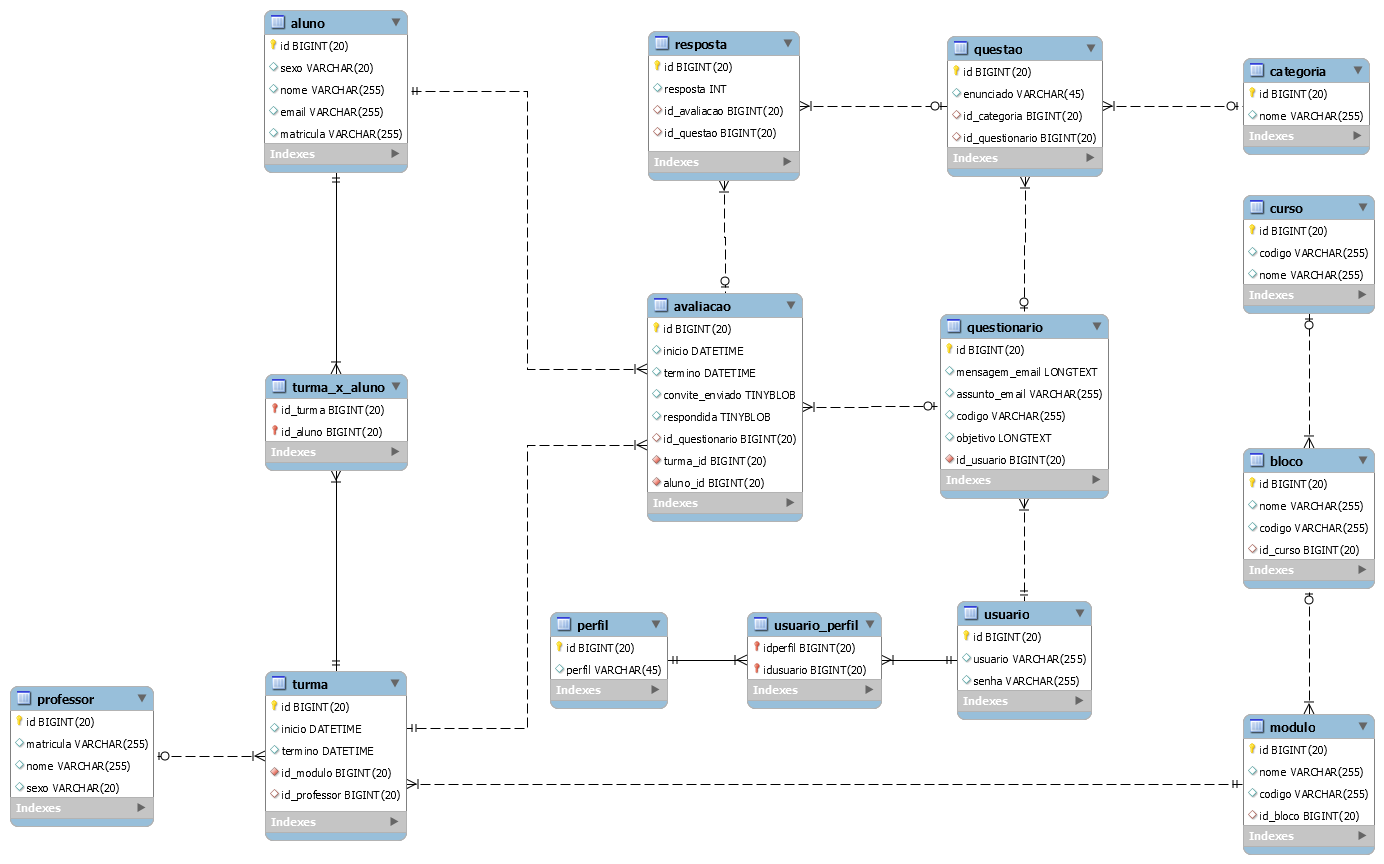 aluno
id BIGINT(20)
sexo VARCHAR(20)
nome VARCHAR(255)
email VARCHAR(255)
matricula VARCHAR(255)
Indexes
resposta
id BIGINT(20)
resposta INT
id_avaliacao BIGINT(20)
id_questao BIGINT(20)
Indexes
questao
id BIGINT(20)
enunciado VARCHAR(45)
id_categoria BIGINT(20)
id_questionario BIGINT(20)
Indexes
categoria
id BIGINT(20)
nome VARCHAR(255)
Indexes
curso
id BIGINT(20)
codigo VARCHAR(255)
nome VARCHAR(255)
Indexes
turma_x_aluno
id_turma BIGINT(20)
id_aluno BIGINT(20)
Indexes
avaliacao
id BIGINT(20)
inicio DATETIME
termino DATETIME
convite_enviado TINYBLOB
respondida TINYBLOB
id_questionario BIGINT(20)
turma_id BIGINT(20)
aluno_id BIGINT(20)
Indexes
questionario
id BIGINT(20)
mensagem_email LONGTEXT
assunto_email VARCHAR(255)
codigo VARCHAR(255)
objetivo LONGTEXT
id_usuario BIGINT(20)
Indexes
bloco
id BIGINT(20)
nome VARCHAR(255)
codigo VARCHAR(255)
id_curso BIGINT(20)
Indexes
perfil
id BIGINT(20)
perfil VARCHAR(45)
Indexes
usuario_perfil
idperfil BIGINT(20)
idusuario BIGINT(20)
Indexes
usuario
id BIGINT(20)
usuario VARCHAR(255)
senha VARCHAR(255)
Indexes
professor
id BIGINT(20)
matricula VARCHAR(255)
nome VARCHAR(255)
sexo VARCHAR(20)
Indexes
turma
id BIGINT(20)
inicio DATETIME
termino DATETIME
id_modulo BIGINT(20)
id_professor BIGINT(20)
Indexes
modulo
id BIGINT(20)
nome VARCHAR(255)
codigo VARCHAR(255)
id_bloco BIGINT(20)
Indexes